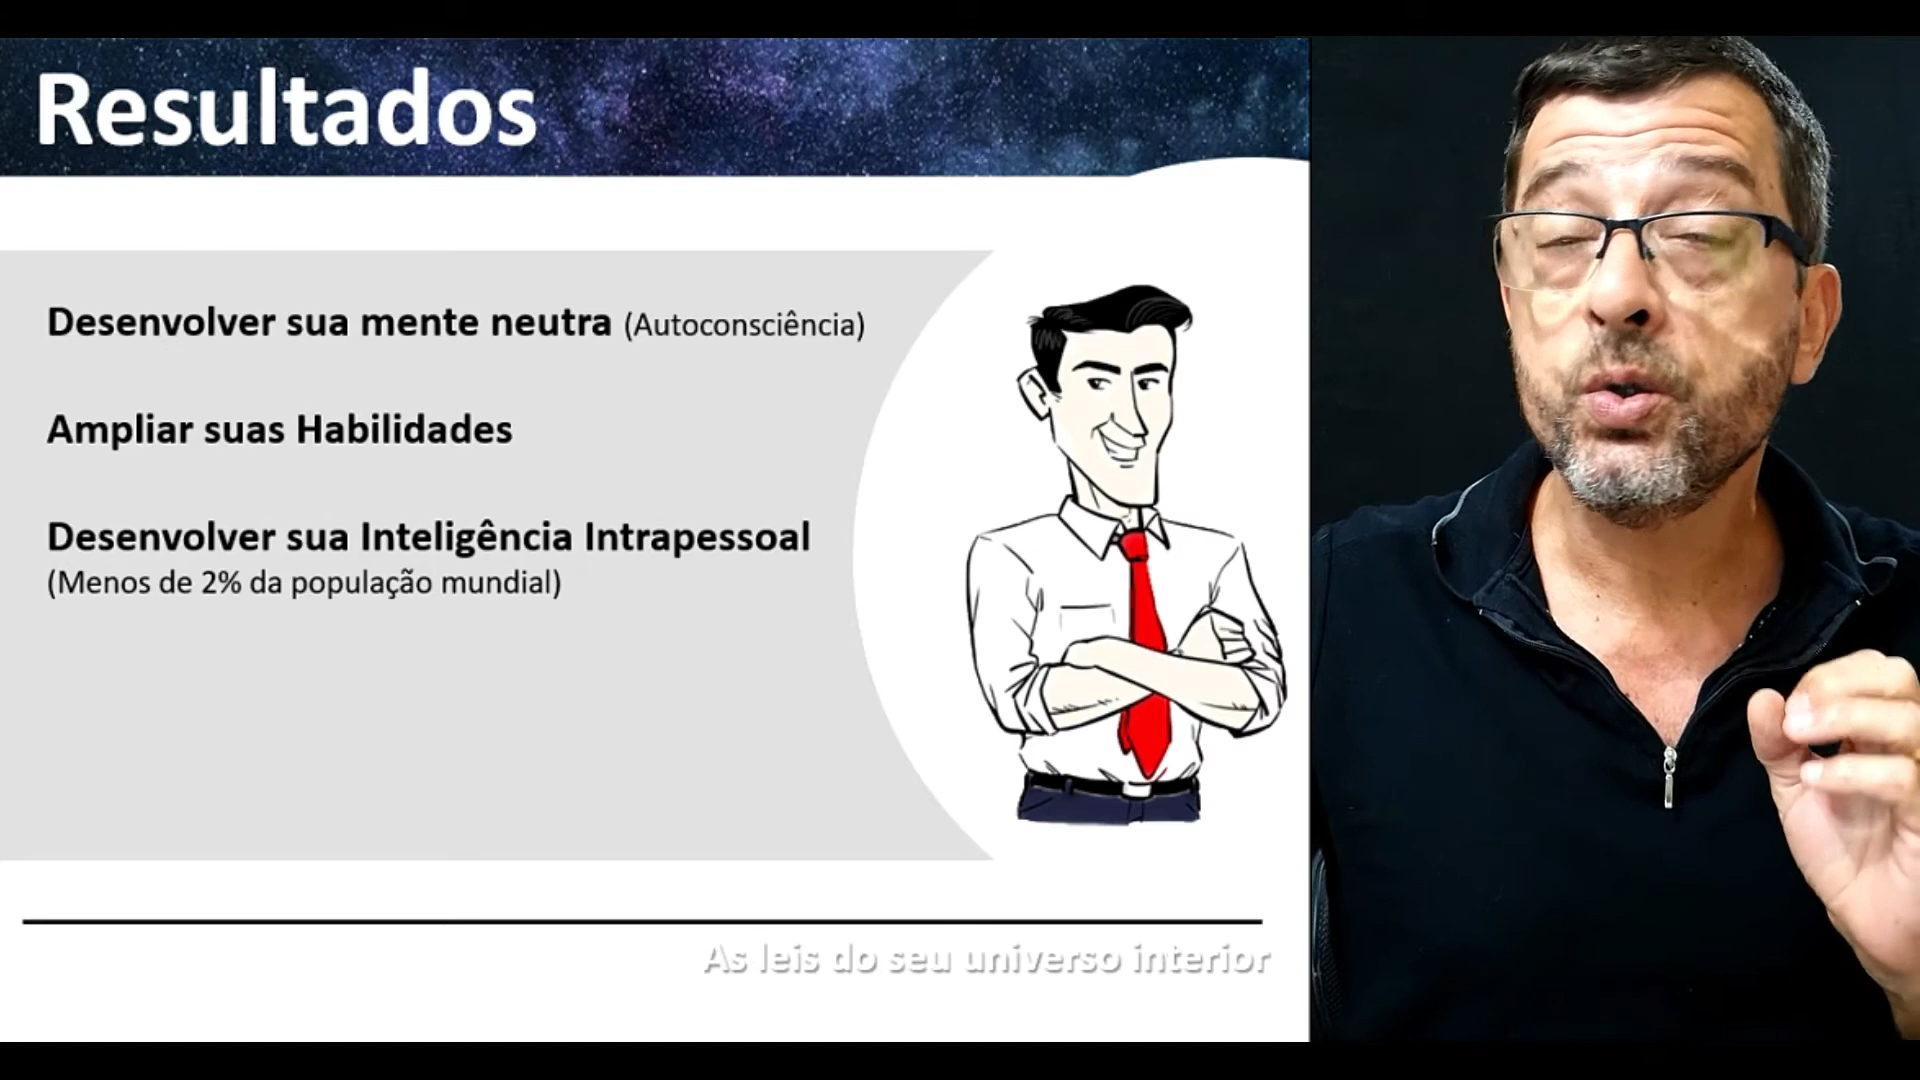 Resultados
Desenvolver sua mente neutra (Autoconsciência)
Ampliar suas Habilidades
Desenvolver sua Inteligência Intrapessoal
(Menos de 2% da população mundial)
As leis do seu universo interior